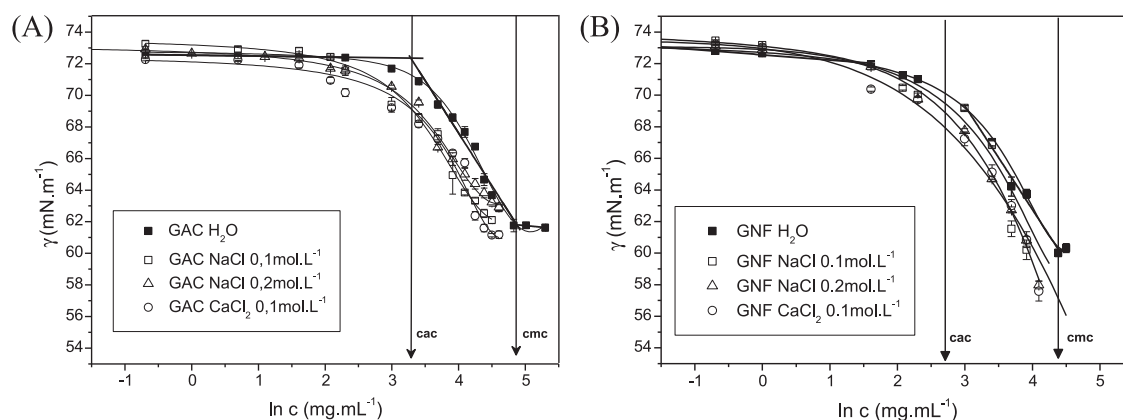 (A)
74
72
70
68
66
64
62
60
58
56
54
γ (mN.m⁻¹)
GAC H₂O
GAC NaCl 0,1mol.L⁻¹
GAC NaCl 0,2mol.L⁻¹
GAC CaCl₂ 0,1mol.L⁻¹
cac
cmc
-1 0 1 2 3 4 5
ln c (mg.mL⁻¹)
(B)
74
72
70
68
66
64
62
60
58
56
54
γ (mN.m⁻¹)
GNF H₂O
GNF NaCl 0.1mol.L⁻¹
GNF NaCl 0.2mol.L⁻¹
GNF CaCl₂ 0.1mol.L⁻¹
cac
cmc
-1 0 1 2 3 4 5
ln c (mg.mL⁻¹)